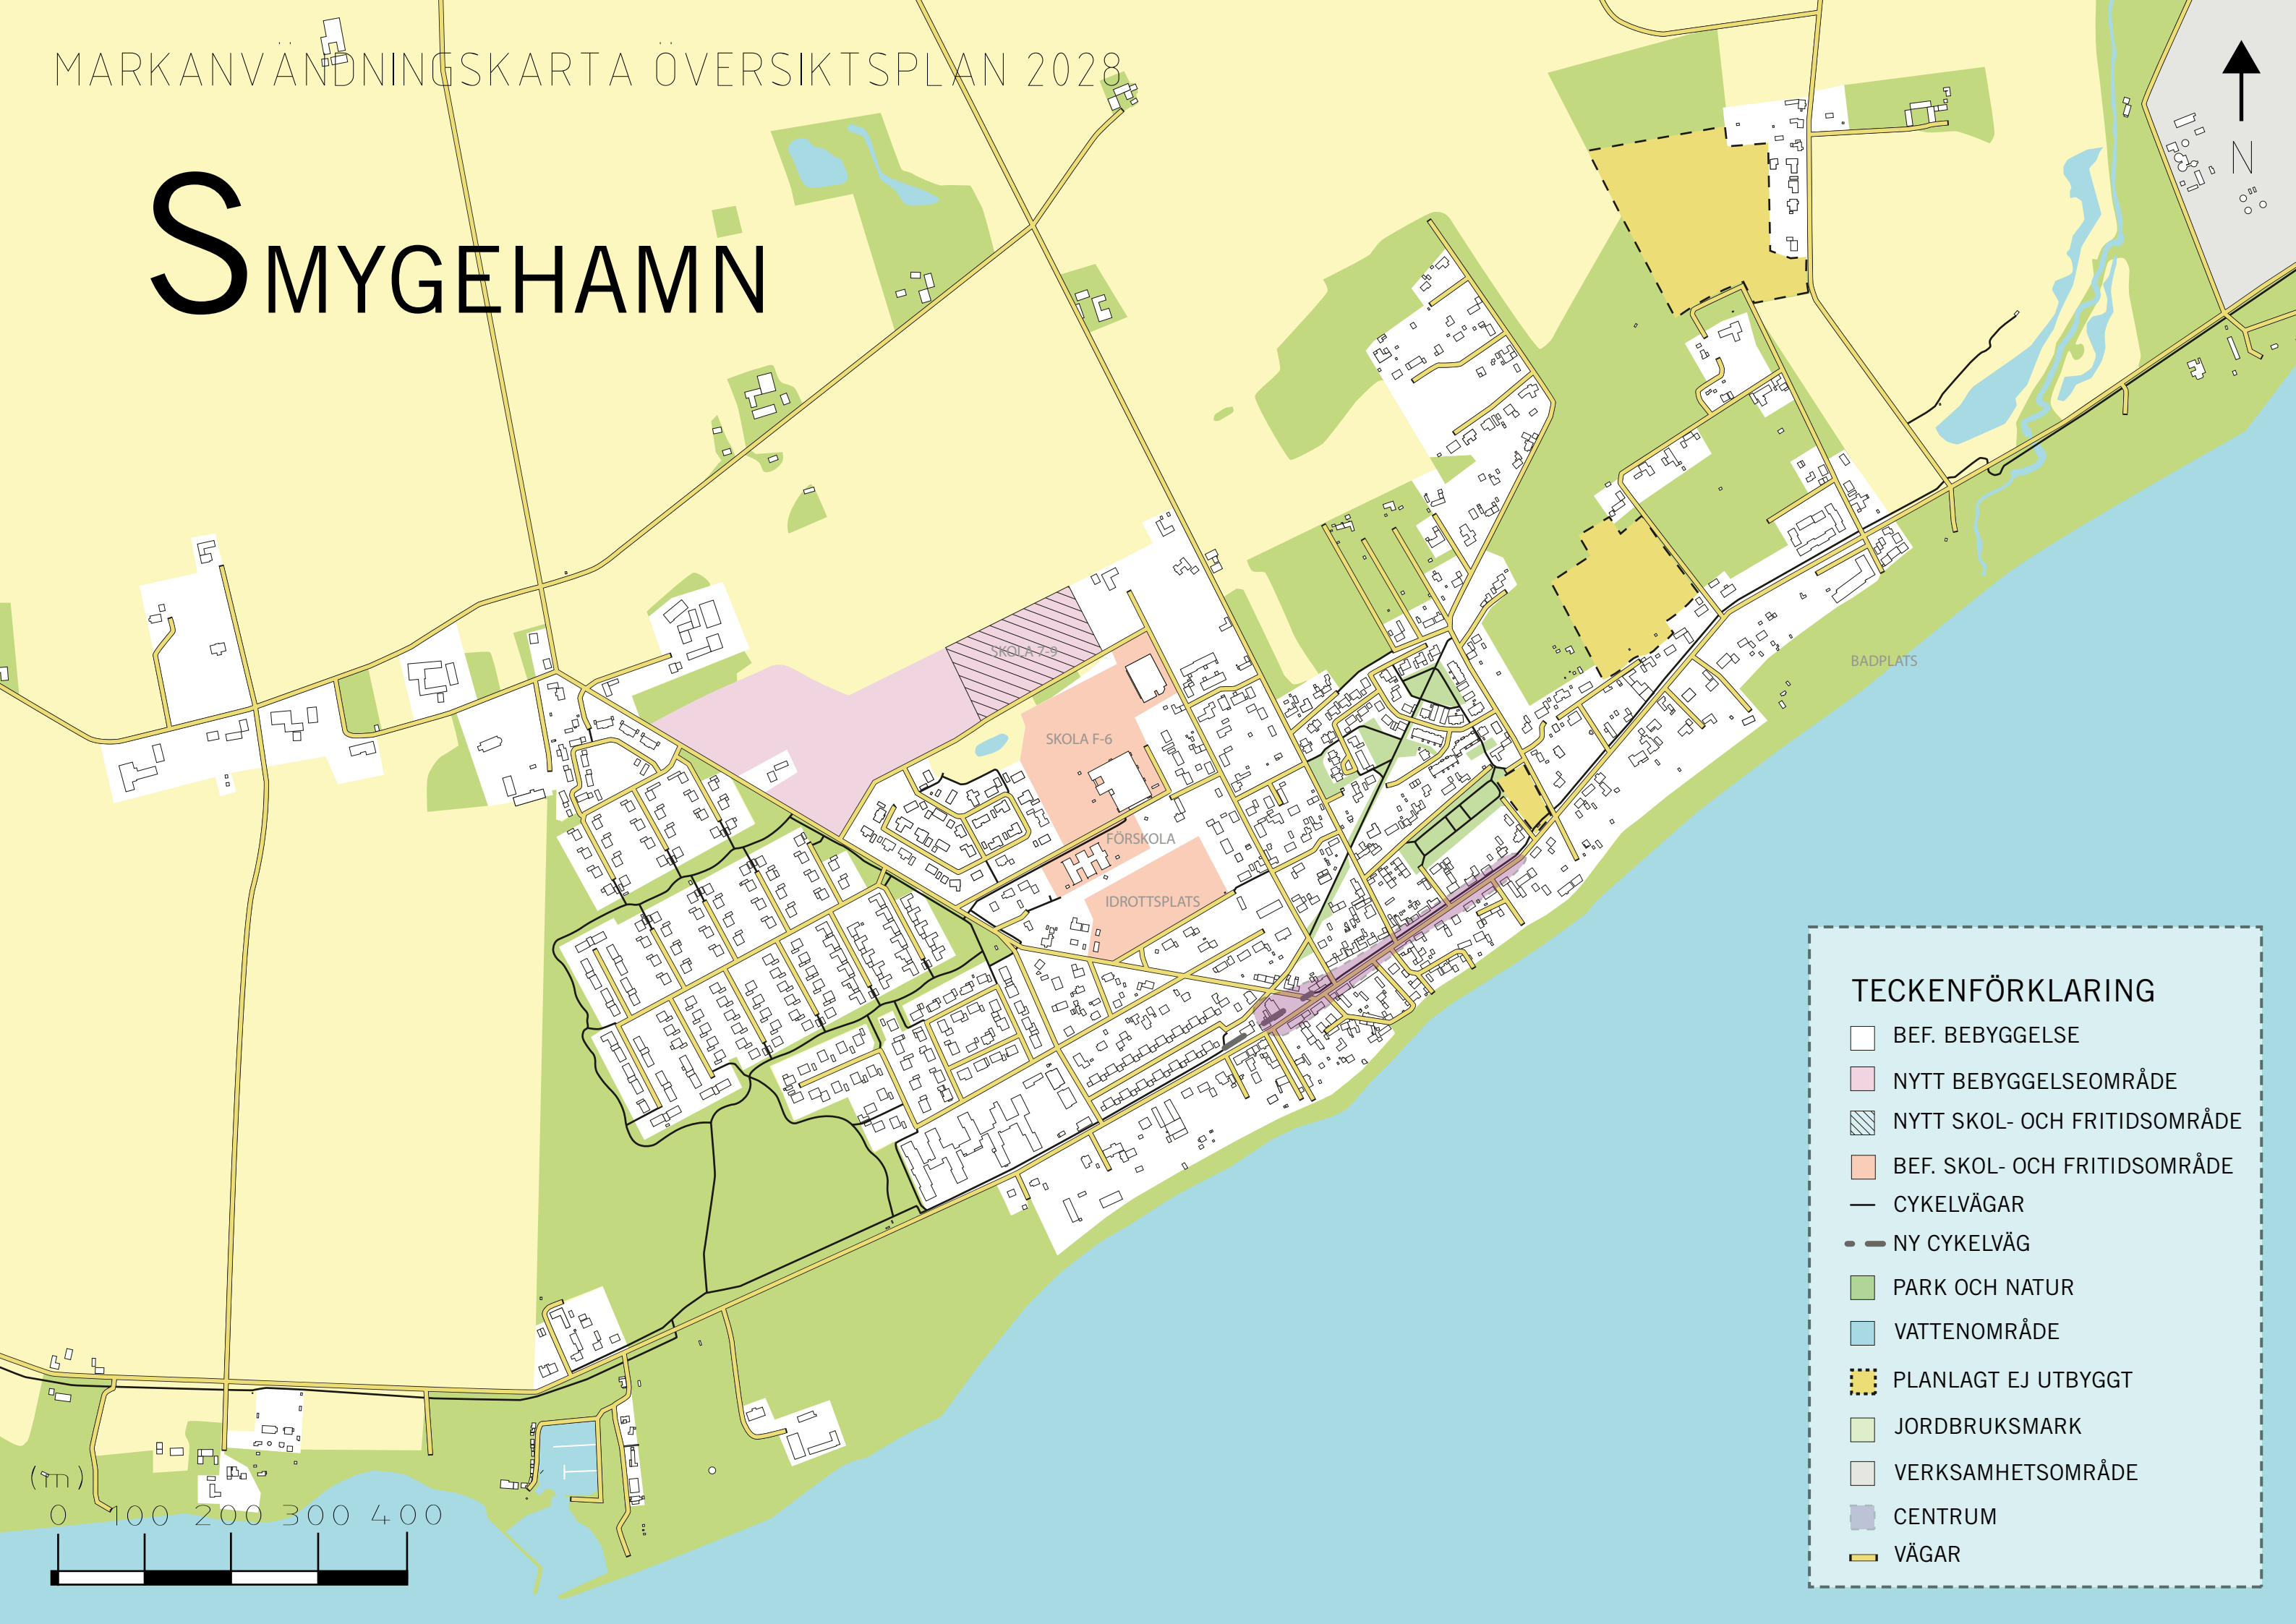 MARKANVÄNDNINGSKARTA ÖVERSIKTSPLAN 2028
SMYGEHAMN
N
SKOLA 7-9
BADPLATS
SKOLA F-6
FÖRSKOLA
IDROTTSPLATS
TECKENFÖRKLARING
BEF. BEBYGGELSE
NYTT BEBYGGELSEOMRÅDE
NYTT SKOL- OCH FRITIDSOMRÅDE
BEF. SKOL- OCH FRITIDSOMRÅDE
CYKELVÄGAR
NY CYKELVÄG
PARK OCH NATUR
VATTENOMRÅDE
PLANLAGT EJ UTBYGGT
JORDBRUKSMARK
VERKSAMHETSOMRÅDE
CENTRUM
VÄGAR
(m)
0 100 200 300 400